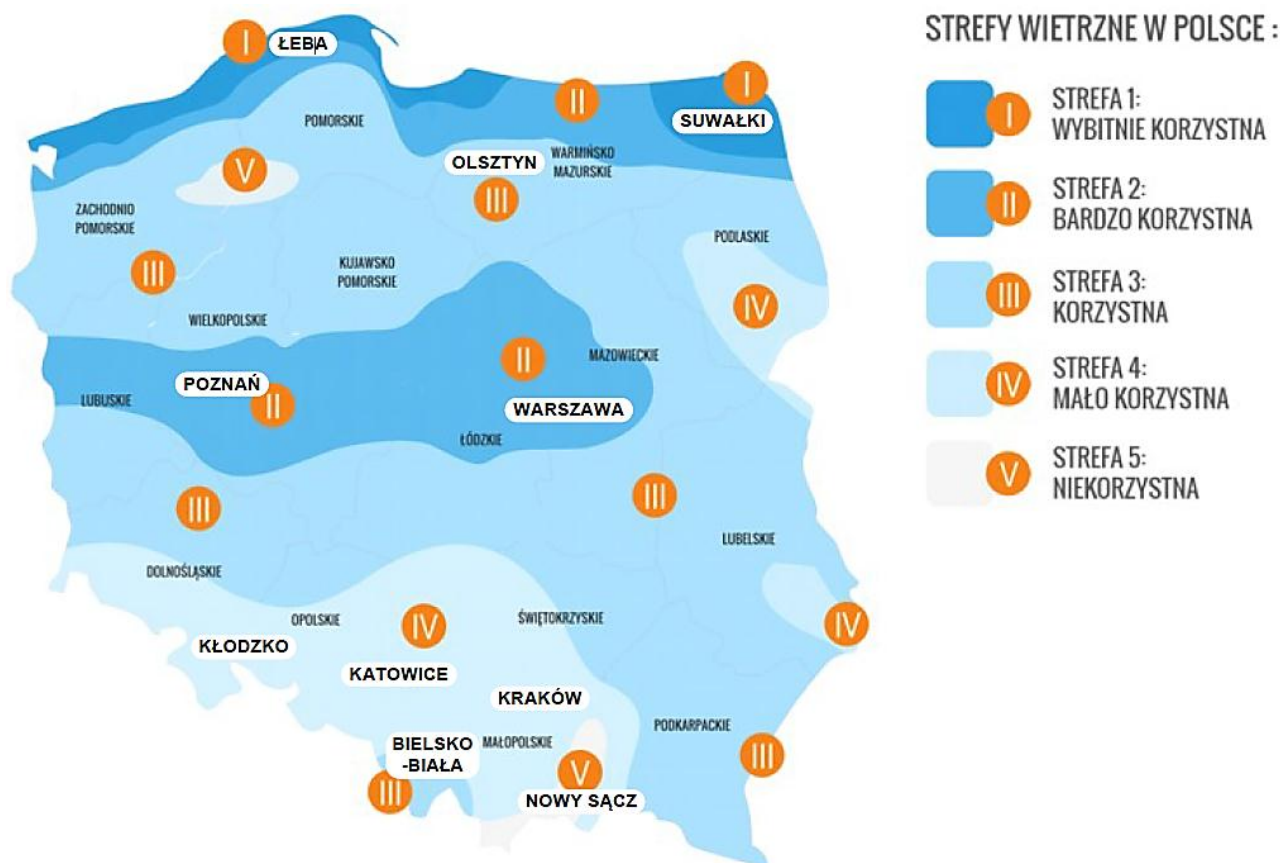 I
ŁEBA
STREFY WIETRZNE W POLSCE :
I
STREFA 1:
WYBITNIE KORZYSTNA
I
II
SUWAŁKI
POMORSKIE
V
OLSZTYN
WARMIŃSKO
MAZURSKIE
III
II
STREFA 2:
BARDZO KORZYSTNA
ZACHODNIO
POMORSKIE
III
KUJAWSKO
POMORSKIE
PODLASKIE
IV
III
STREFA 3:
KORZYSTNA
WIELKOPOLSKIE
POZNAŃ
II
LUBUSKIE
II
MAZOWIECKIE
WARSZAWA
ŁÓDZKIE
IV
STREFA 4:
MAŁO KORZYSTNA
V
STREFA 5:
NIEKORZYSTNA
III
III
DOLNOŚLĄSKIE
LUBELSKIE
OPOLSKIE
IV
ŚWIĘTOKRZYSKIE
IV
KŁODZKO
KATOWICE
KRAKÓW
PODKARPACKIE
III
BIELSKO
-BIAŁA
III
MAŁOPOLSKIE
V
NOWY SĄCZ